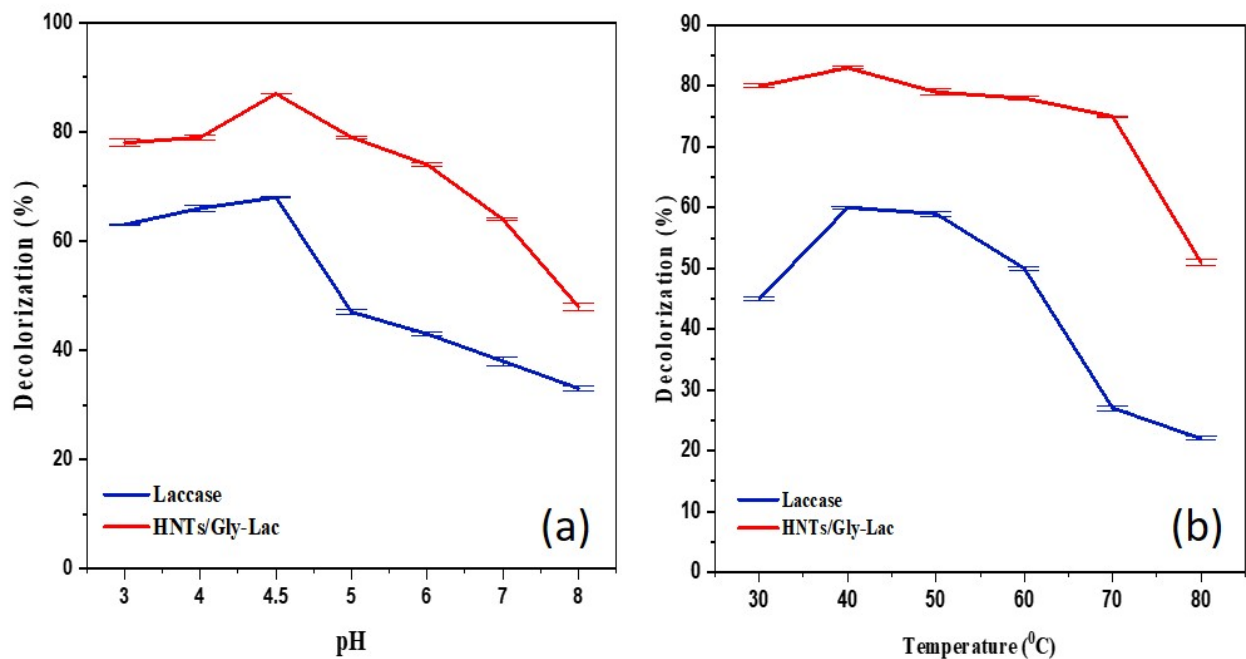 100
80
60
40
20
0
Decolorization (%)
Laccase
HNTs/Gly-Lac
(a)
3 4 4.5 5 6 7 8
pH
90
80
70
60
50
40
30
20
10
0
Decolorization (%)
Laccase
HNTs/Gly-Lac
(b)
30 40 50 60 70 80
Temperature (⁰C)